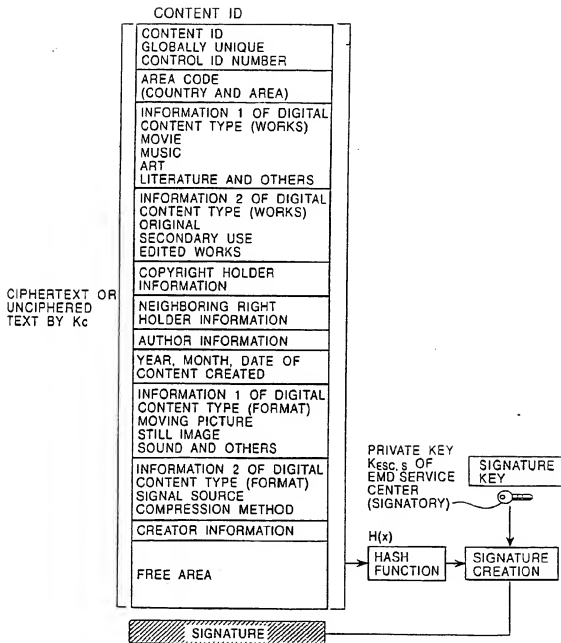 CONTENT ID
CONTENT ID
GLOBALLY UNIQUE
CONTROL ID NUMBER
AREA CODE
(COUNTRY AND AREA)
INFORMATION 1 OF DIGITAL
CONTENT TYPE (WORKS)
MOVIE
MUSIC
ART
LITERATURE AND OTHERS
INFORMATION 2 OF DIGITAL
CONTENT TYPE (WORKS)
ORIGINAL
SECONDARY USE
EDITED WORKS
COPYRIGHT HOLDER
INFORMATION
CIPHERTEXT OR
UNCIPHERED
TEXT BY Kc
NEIGHBORING RIGHT
HOLDER INFORMATION
AUTHOR INFORMATION
YEAR, MONTH, DATE OF
CONTENT CREATED
INFORMATION 1 OF DIGITAL
CONTENT TYPE (FORMAT)
MOVING PICTURE
STILL IMAGE
SOUND AND OTHERS
INFORMATION 2 OF DIGITAL
CONTENT TYPE (FORMAT)
SIGNAL SOURCE
COMPRESSION METHOD
CREATOR INFORMATION
FREE AREA
PRIVATE KEY
KESC, S OF
EMD SERVICE
CENTER
(SIGNATORY)
SIGNATURE
KEY
H(x)
HASH
FUNCTION
SIGNATURE
CREATION
SIGNATURE